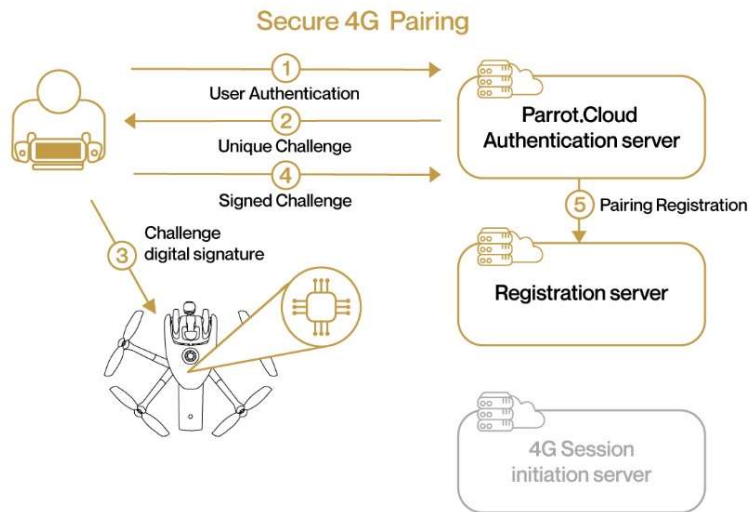 Secure 4G Pairing
1
User Authentication
2
Unique Challenge
4
Signed Challenge
3
Challenge
digital signature
Parrot.Cloud
Authentication server
5
Pairing Registration
Registration server
4G Session
initiation server